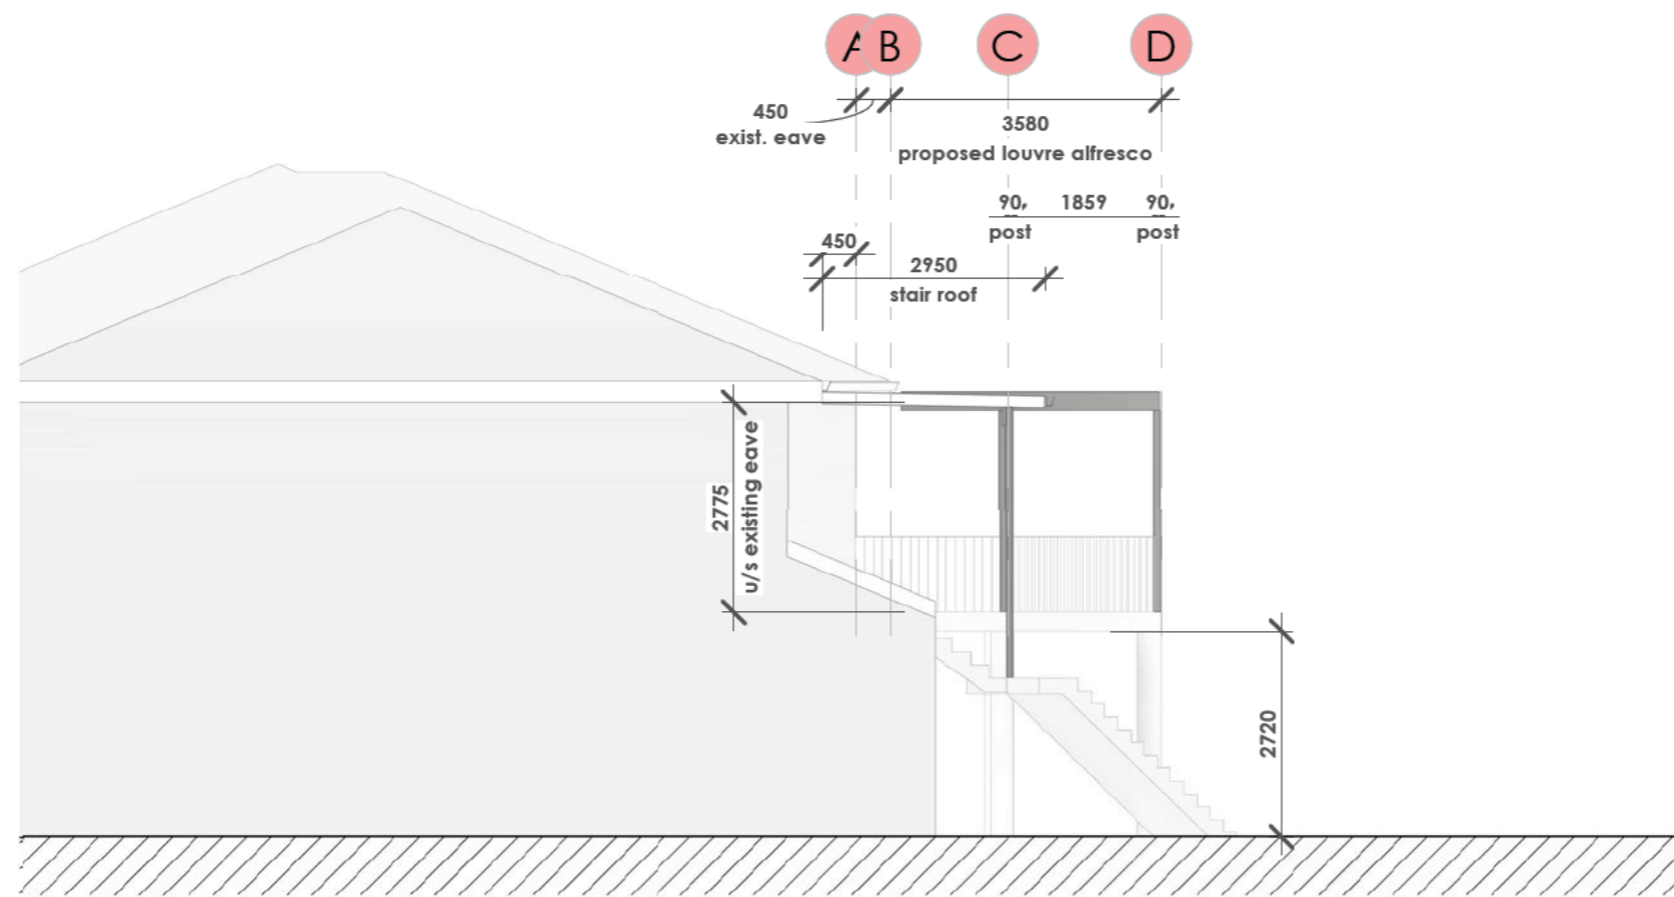 A B C D
450
exist. eave
3580
proposed louvre alfresco
90, 1859 90,
post post
450
2950
stair roof
2775
u/s existing eave
2720